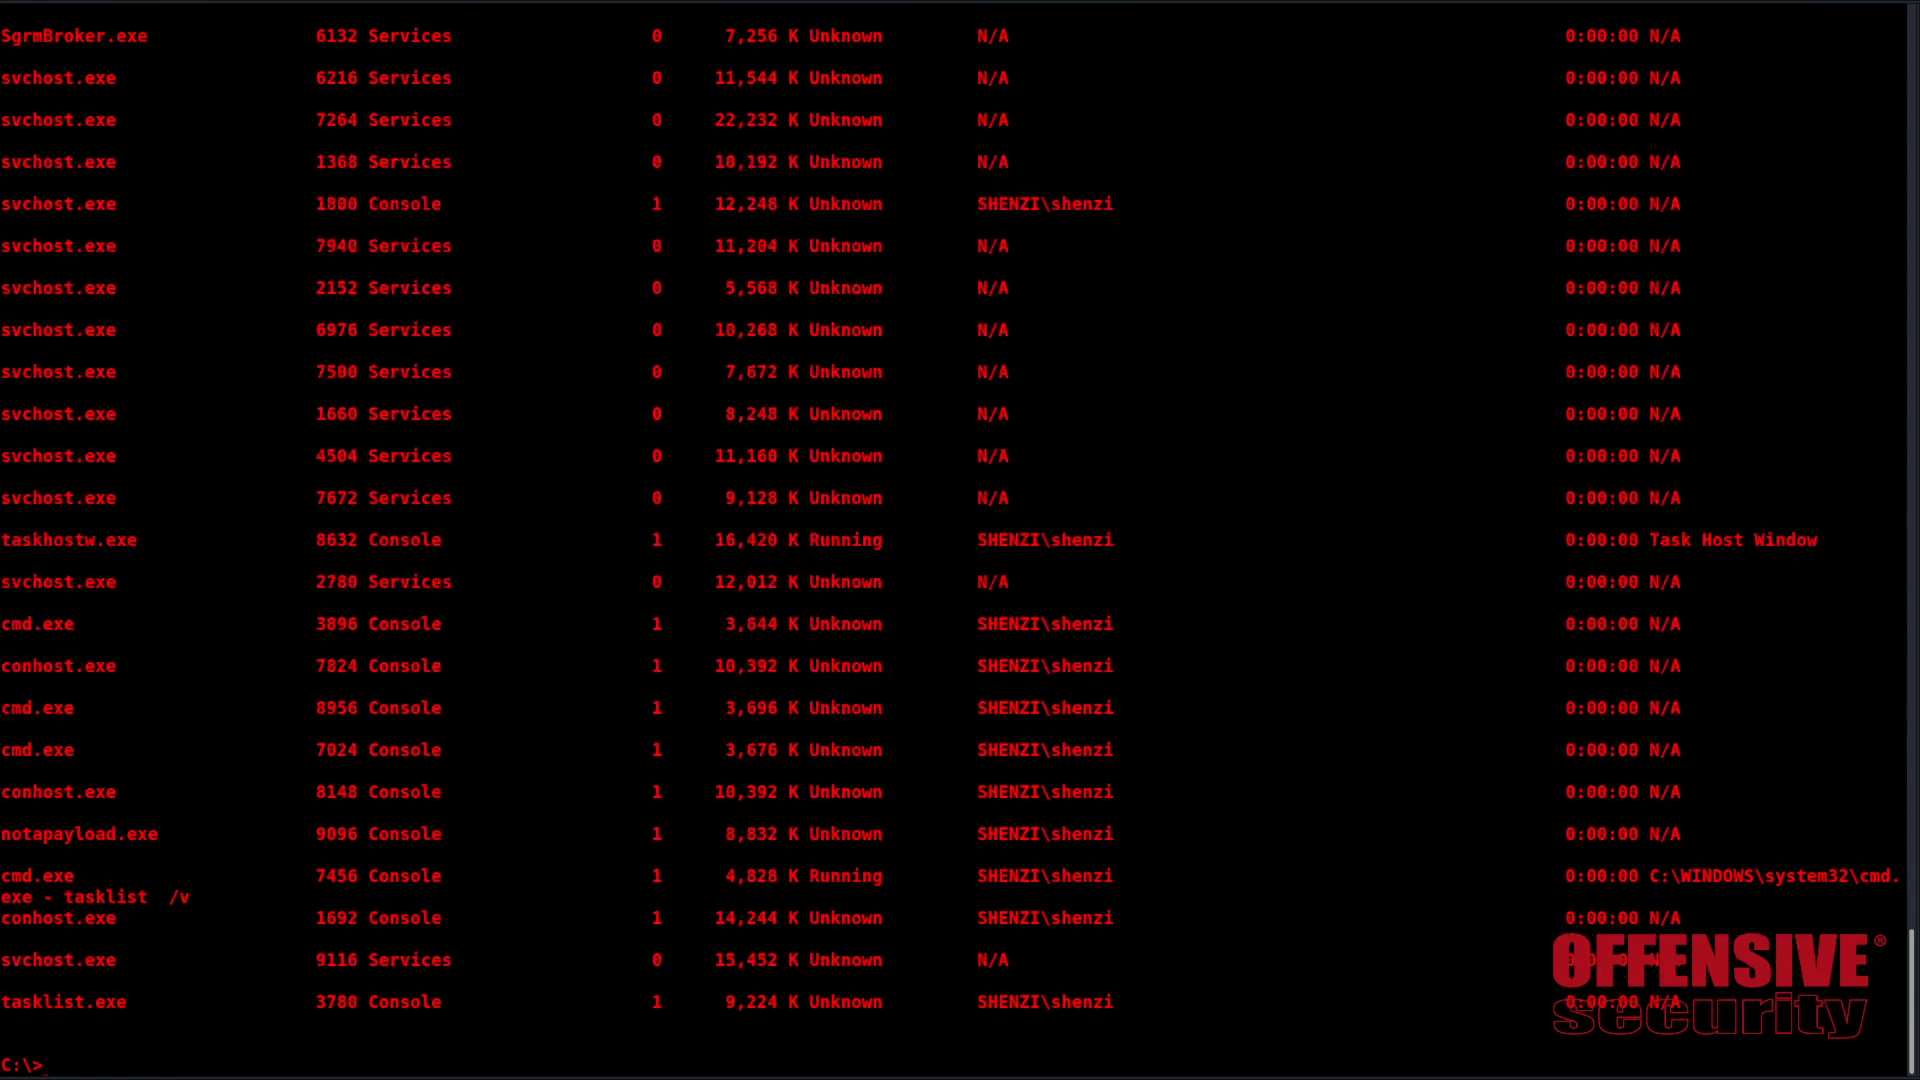 SgrmBroker.exe                6132 Services                   0      7,256 K Unknown         N/A                                                     0:00:00 N/A
svchost.exe                   6216 Services                   0     11,544 K Unknown         N/A                                                     0:00:00 N/A
svchost.exe                   7264 Services                   0     22,232 K Unknown         N/A                                                     0:00:00 N/A
svchost.exe                   1368 Services                   0     10,192 K Unknown         N/A                                                     0:00:00 N/A
svchost.exe                   1800 Console                    1     12,248 K Unknown         SHENZI\shenzi                                           0:00:00 N/A
svchost.exe                   7940 Services                   0     11,204 K Unknown         N/A                                                     0:00:00 N/A
svchost.exe                   2152 Services                   0      5,568 K Unknown         N/A                                                     0:00:00 N/A
svchost.exe                   6976 Services                   0     10,268 K Unknown         N/A                                                     0:00:00 N/A
svchost.exe                   7500 Services                   0      7,672 K Unknown         N/A                                                     0:00:00 N/A
svchost.exe                   1660 Services                   0      8,248 K Unknown         N/A                                                     0:00:00 N/A
svchost.exe                   4504 Services                   0     11,160 K Unknown         N/A                                                     0:00:00 N/A
svchost.exe                   7672 Services                   0      9,128 K Unknown         N/A                                                     0:00:00 N/A
taskhostw.exe                 8632 Console                    1     16,420 K Running         SHENZI\shenzi                                           0:00:00 Task Host Window
svchost.exe                   2780 Services                   0     12,012 K Unknown         N/A                                                     0:00:00 N/A
cmd.exe                       3896 Console                    1      3,644 K Unknown         SHENZI\shenzi                                           0:00:00 N/A
conhost.exe                   7824 Console                    1     10,392 K Unknown         SHENZI\shenzi                                           0:00:00 N/A
cmd.exe                       8956 Console                    1      3,696 K Unknown         SHENZI\shenzi                                           0:00:00 N/A
cmd.exe                       7024 Console                    1      3,676 K Unknown         SHENZI\shenzi                                           0:00:00 N/A
conhost.exe                   8148 Console                    1     10,392 K Unknown         SHENZI\shenzi                                           0:00:00 N/A
notapayload.exe               9096 Console                    1      8,832 K Unknown         SHENZI\shenzi                                           0:00:00 N/A
cmd.exe                       7456 Console                    1      4,828 K Running         SHENZI\shenzi                                           0:00:00 C:\WINDOWS\system32\cmd.
exe - tasklist  /v
conhost.exe                   1692 Console                    1     14,244 K Unknown         SHENZI\shenzi                                           0:00:00 N/A
svchost.exe                   9116 Services                   0     15,452 K Unknown         N/A
tasklist.exe                  3780 Console                    1      9,224 K Unknown         SHENZI\shenzi                                           0:00:00 N/A
C:\>
OFFENSIVE®
security